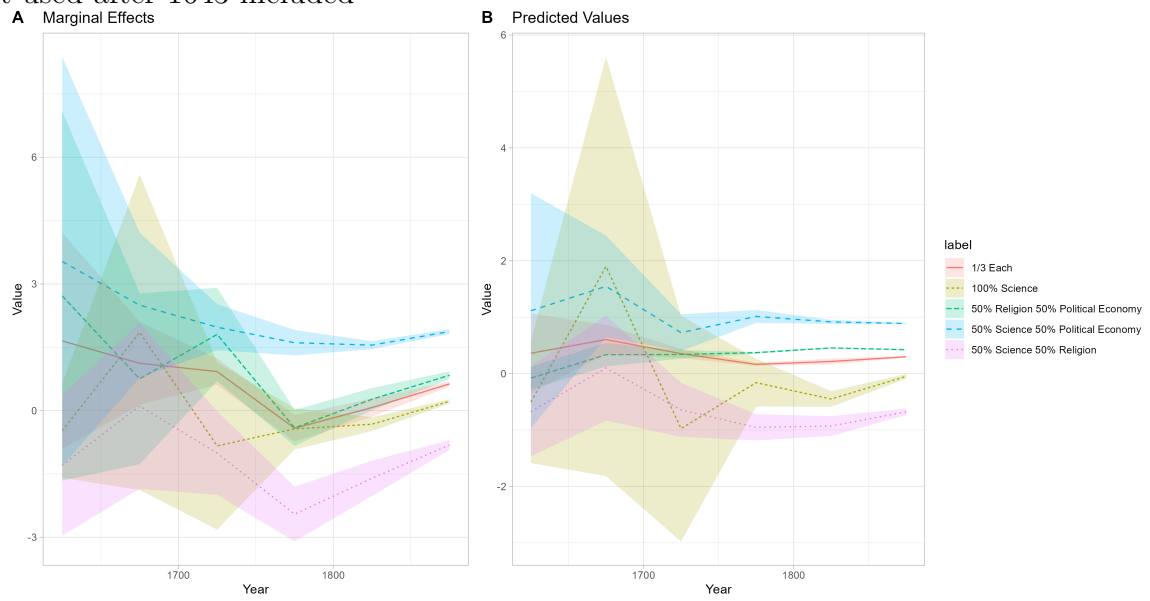 A Marginal Effects
B Predicted Values
6
3
0
-3
Value
1700 1800
Year
6
4
2
0
-2
Value
1700 1800
Year
label
1/3 Each
100% Science
50% Religion 50% Political Economy
50% Science 50% Political Economy
50% Science 50% Religion